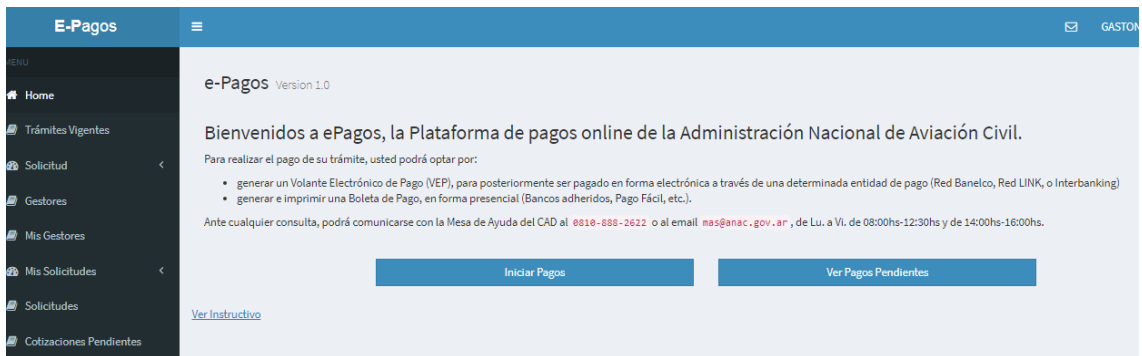 E-Pagos
GASTON
MENU
Home
Trámites Vigentes
Solicitud
Gestores
Mis Gestores
Mis Solicitudes
Solicitudes
Cotizaciones Pendientes
e-Pagos Version 1.0
Bienvenidos a ePagos, la Plataforma de pagos online de la Administración Nacional de Aviación Civil.
Para realizar el pago de su trámite, usted podrá optar por:
• generar un Volante Electrónico de Pago (VEP), para posteriormente ser pagado en forma electrónica a través de una determinada entidad de pago (Red Banelco, Red LINK, o Interbanking)
• generar e imprimir una Boleta de Pago, en forma presencial (Bancos adheridos, Pago Fácil, etc.).
Ante cualquier consulta, podrá comunicarse con la Mesa de Ayuda del CAD al 0810-888-2622 o al email mas@anac.gov.ar , de Lu. a Vi. de 08:00hs-12:30hs y de 14:00hs-16:00hs.
Iniciar Pagos
Ver Pagos Pendientes
Ver Instructivo